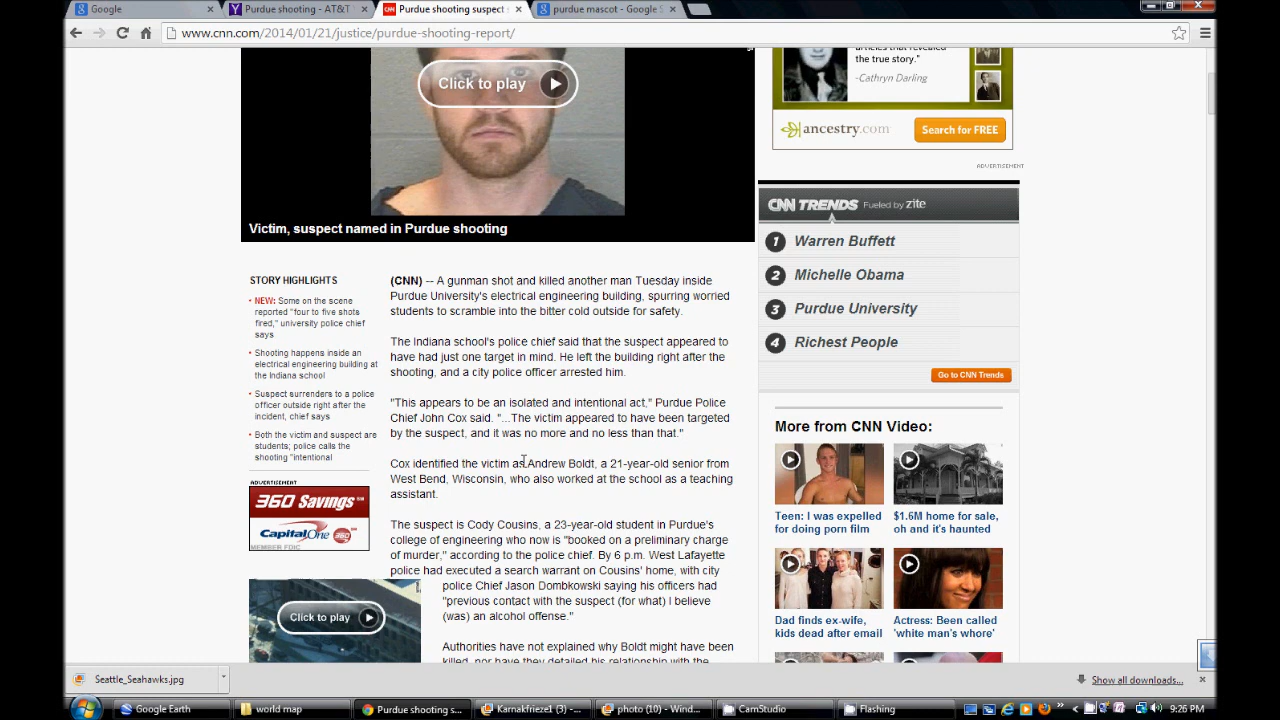 Google
Purdue shooting - AT&T
Purdue shooting suspect
purdue mascot - Google S
www.cnn.com/2014/01/21/justice/purdue-shooting-report/
Click to play
Victim, suspect named in Purdue shooting
articles that revealed
the true story."
-Cathryn Darling
ancestry.com
Search for FREE
ADVERTISEMENT
CNN TRENDS Fueled by zite
1 Warren Buffett
2 Michelle Obama
3 Purdue University
4 Richest People
Go to CNN Trends
STORY HIGHLIGHTS
NEW: Some on the scene
reported "four to five shots
fired," university police chief
says
Shooting happens inside an
electrical engineering building at
the Indiana school
Suspect surrenders to a police
officer outside right after the
incident, chief says
Both the victim and suspect are
students; police calls the
shooting "intentional
ADVERTISEMENT
360 Savings
Capital One 360
MEMBER FDIC
Click to play
(CNN) -- A gunman shot and killed another man Tuesday inside
Purdue University's electrical engineering building, spurring worried
students to scramble into the bitter cold outside for safety.
The Indiana school's police chief said that the suspect appeared to
have had just one target in mind. He left the building right after the
shooting, and a city police officer arrested him.
"This appears to be an isolated and intentional act," Purdue Police
Chief John Cox said. "...The victim appeared to have been targeted
by the suspect, and it was no more and no less than that."
Cox identified the victim as Andrew Boldt, a 21-year-old senior from
West Bend, Wisconsin, who also worked at the school as a teaching
assistant.
The suspect is Cody Cousins, a 23-year-old student in Purdue's
college of engineering who now is "booked on a preliminary charge
of murder," according to the police chief. By 6 p.m. West Lafayette
police had executed a search warrant on Cousins' home, with city
police Chief Jason Dombkowski saying his officers had
"previous contact with the suspect (for what) I believe
(was) an alcohol offense."
Authorities have not explained why Boldt might have been
killed, nor have they detailed his relationship with the
More from CNN Video:
Teen: I was expelled
for doing porn film
$1.6M home for sale,
oh and it's haunted
Dad finds ex-wife,
kids dead after email
Actress: Been called
'white man's whore'
Seattle_Seahawks.jpg
Show all downloads...
Google Earth
world map
Purdue shooting s...
Karnakfrieze1 (3) - ...
photo (10) - Wind...
CamStudio
Flashing
9:26 PM